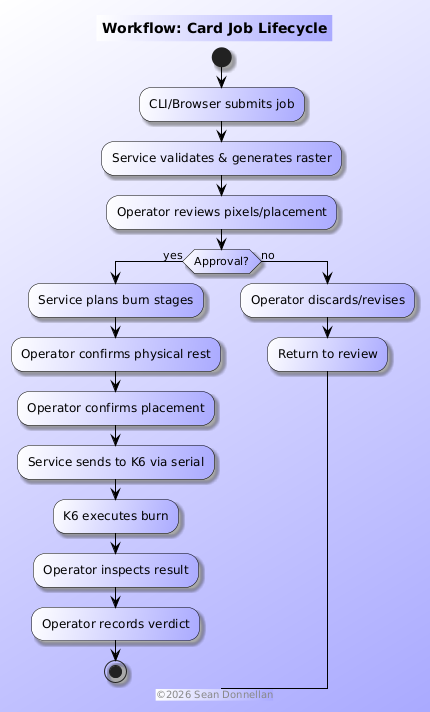 Workflow: Card Job Lifecycle
CLI/Browser submits job
Service validates & generates raster
Operator reviews pixels/placement
yes
Approval?
no
Service plans burn stages
Operator discards/revises
Operator confirms physical rest
Return to review
Operator confirms placement
Service sends to K6 via serial
K6 executes burn
Operator inspects result
Operator records verdict
©2026 Sean Donnellan